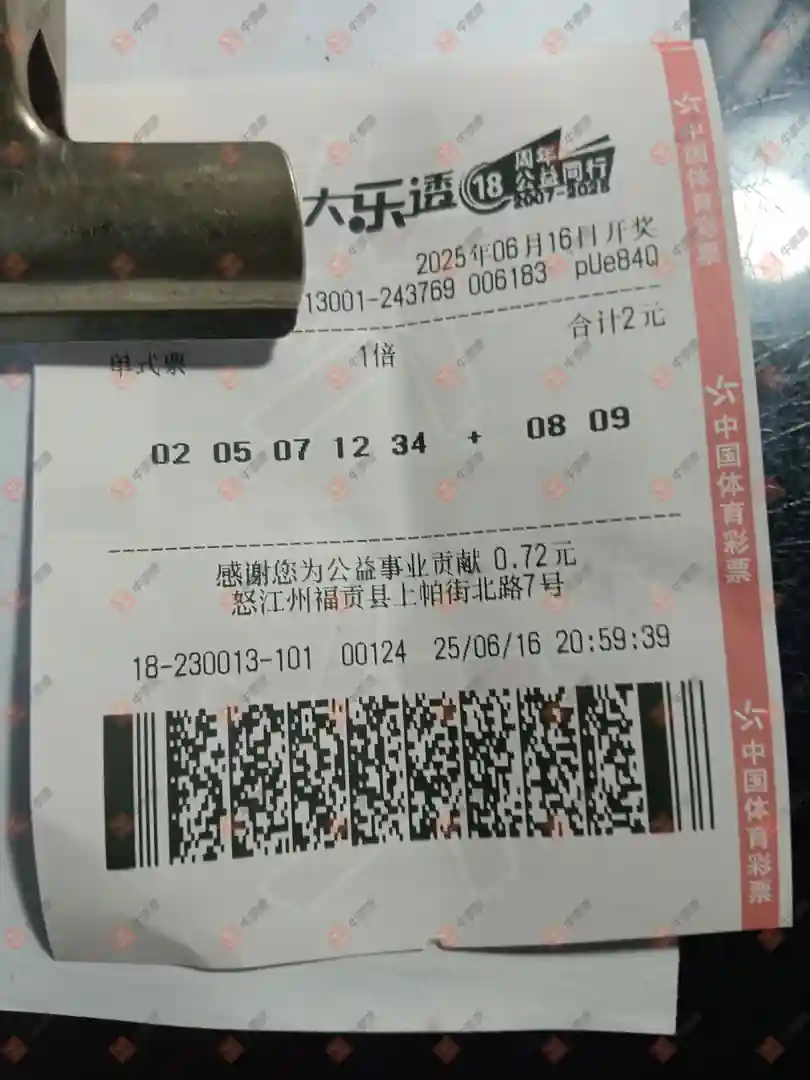 大乐透 18 周年 公益同行 2007-2025
2025年06月16日开奖
13001-243769 006183 pUe84Q
单式票 1倍 合计2元
02 05 07 12 34 + 08 09
感谢您为公益事业贡献 0.72元
怒江州福贡县上帕街北路7号
18-230013-101 00124 25/06/16 20:59:39
中国体育彩票
中国体育彩票
中国体育彩票